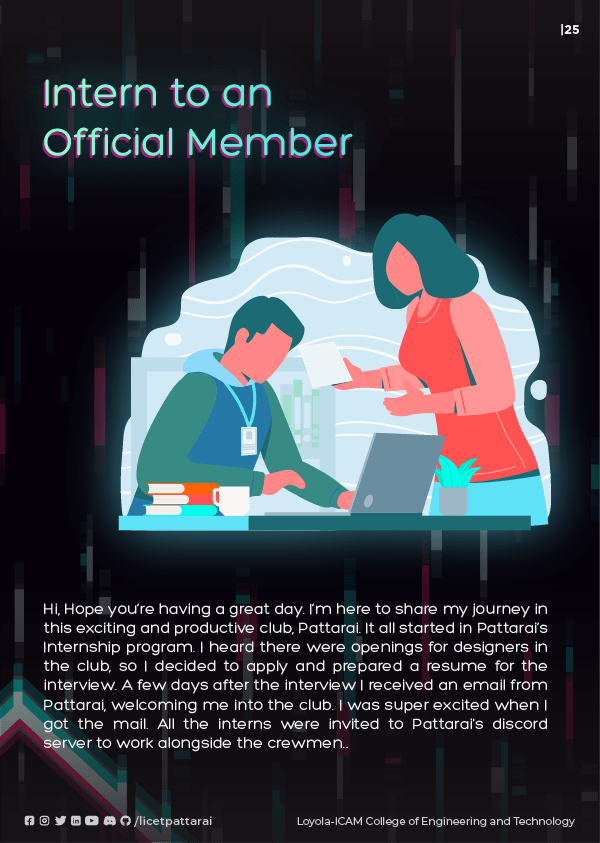 |25
Intern to an
Official Member
Hi, Hope you're having a great day. I'm here to share my journey in
this exciting and productive club, Pattarai. It all started in Pattarai's
Internship program. I heard there were openings for designers in
the club, so I decided to apply and prepared a resume for the
interview. A few days after the interview I received an email from
Pattarai, welcoming me into the club. I was super excited when I
got the mail. All the interns were invited to Pattarai's discord
server to work alongside the crewmen..
/licetpattarai
Loyola-ICAM College of Engineering and Technology